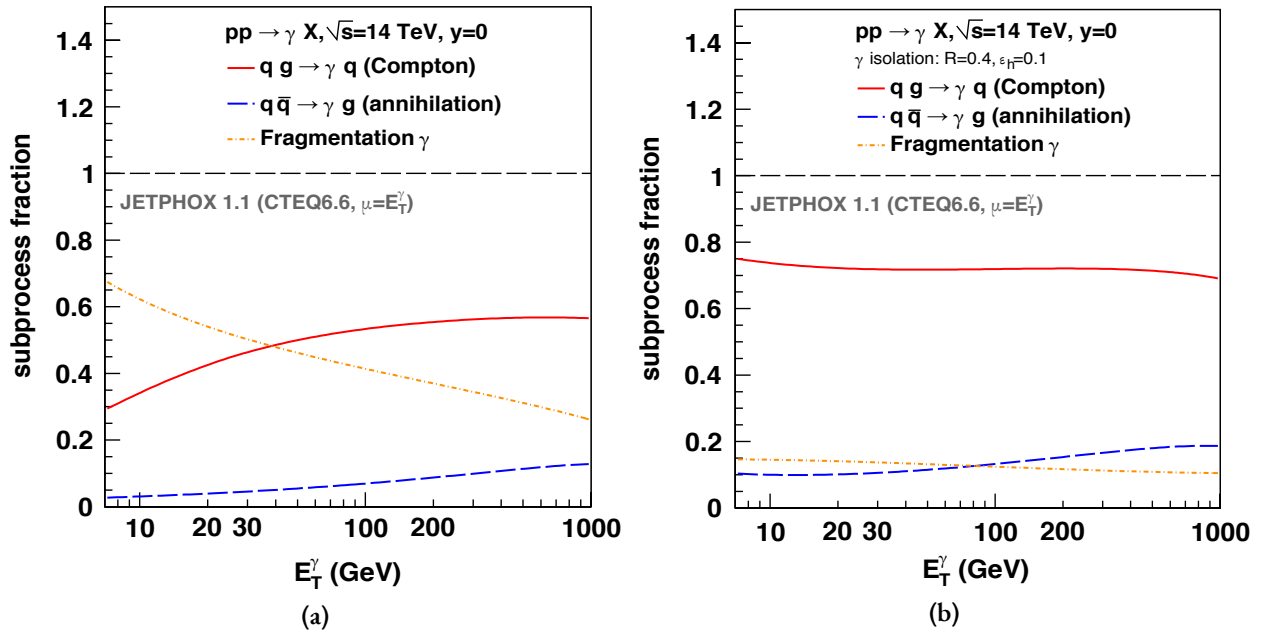 pp → γ X,√s=14 TeV, y=0
q g → γ q (Compton)
q q̄ → γ g (annihilation)
Fragmentation γ
JETPHOX 1.1 (CTEQ6.6, μ=E_T^γ)
subprocess fraction
1.4
1.2
1
0.8
0.6
0.4
0.2
0
10 20 30 100 200 1000
E_T^γ (GeV)
(a)
pp → γ X,√s=14 TeV, y=0
γ isolation: R=0.4, ε_h=0.1
q g → γ q (Compton)
q q̄ → γ g (annihilation)
Fragmentation γ
JETPHOX 1.1 (CTEQ6.6, μ=E_T^γ)
subprocess fraction
1.4
1.2
1
0.8
0.6
0.4
0.2
0
10 20 30 100 200 1000
E_T^γ (GeV)
(b)